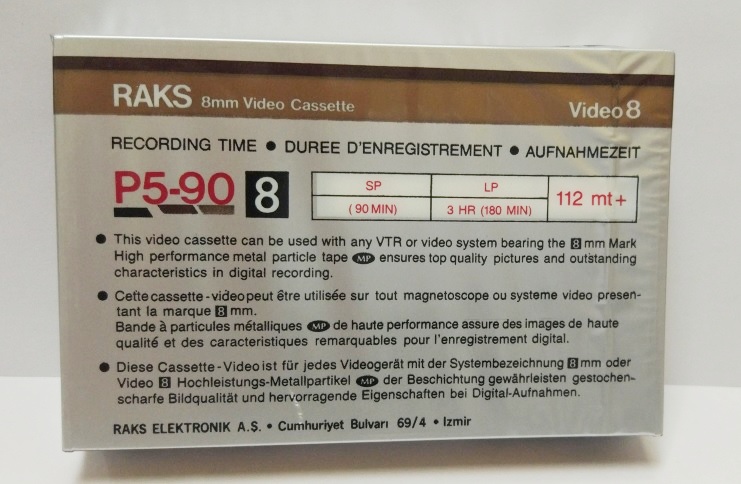 RAKS 8mm Video Cassette
Video 8
RECORDING TIME ● DUREE D'ENREGISTREMENT ● AUFNAHMEZEIT
P5-90 8
SP LP 112 mt+
(90 MIN) 3 HR (180 MIN)
● This video cassette can be used with any VTR or video system bearing the 8 mm Mark
High performance metal particle tape MP ensures top quality pictures and outstanding
characteristics in digital recording.
● Cette cassette-video peut être utilisée sur tout magnetoscope ou systeme video presen-
tant la marque 8 mm.
Bande à particules métalliques MP de haute performance assure des images de haute
qualité et des caracteristiques remarquables pour l'enregistrement digital.
● Diese Cassette-Video ist für jedes Videogerät mit der Systembezeichnung 8 mm oder
Video 8 Hochleistungs-Metallpartikel MP der Beschichtung gewährleisten gestochen-
scharfe Bildqualität und hervorragende Eigenschaften bei Digital-Aufnahmen.
RAKS ELEKTRONIK A.Ş. • Cumhuriyet Bulvarı 69/4 • Izmir